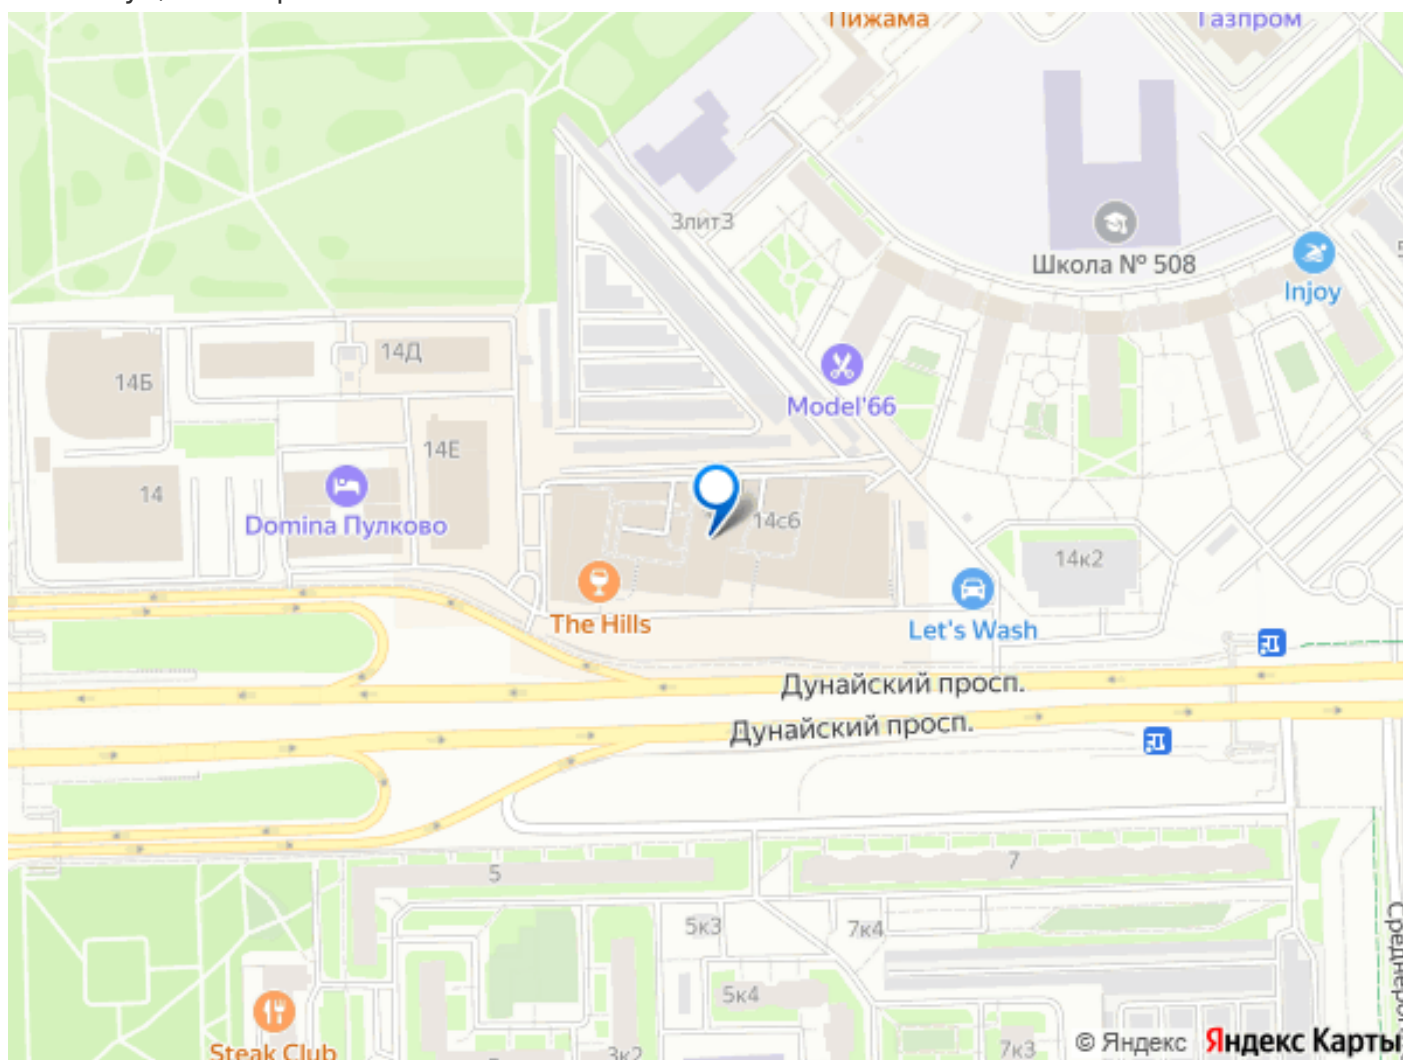 Пижама
Газпром
3лит3
Школа № 508
Injoy
14Д
14Б
Model'66
14Е
14
Domina Пулково
14с6
14к2
The Hills
Let's Wash
Дунайский просп.
Дунайский просп.
5
7
5к3
7к4
5к4
Steak Club
3к2
7к3
© Яндекс
Яндекс Карты